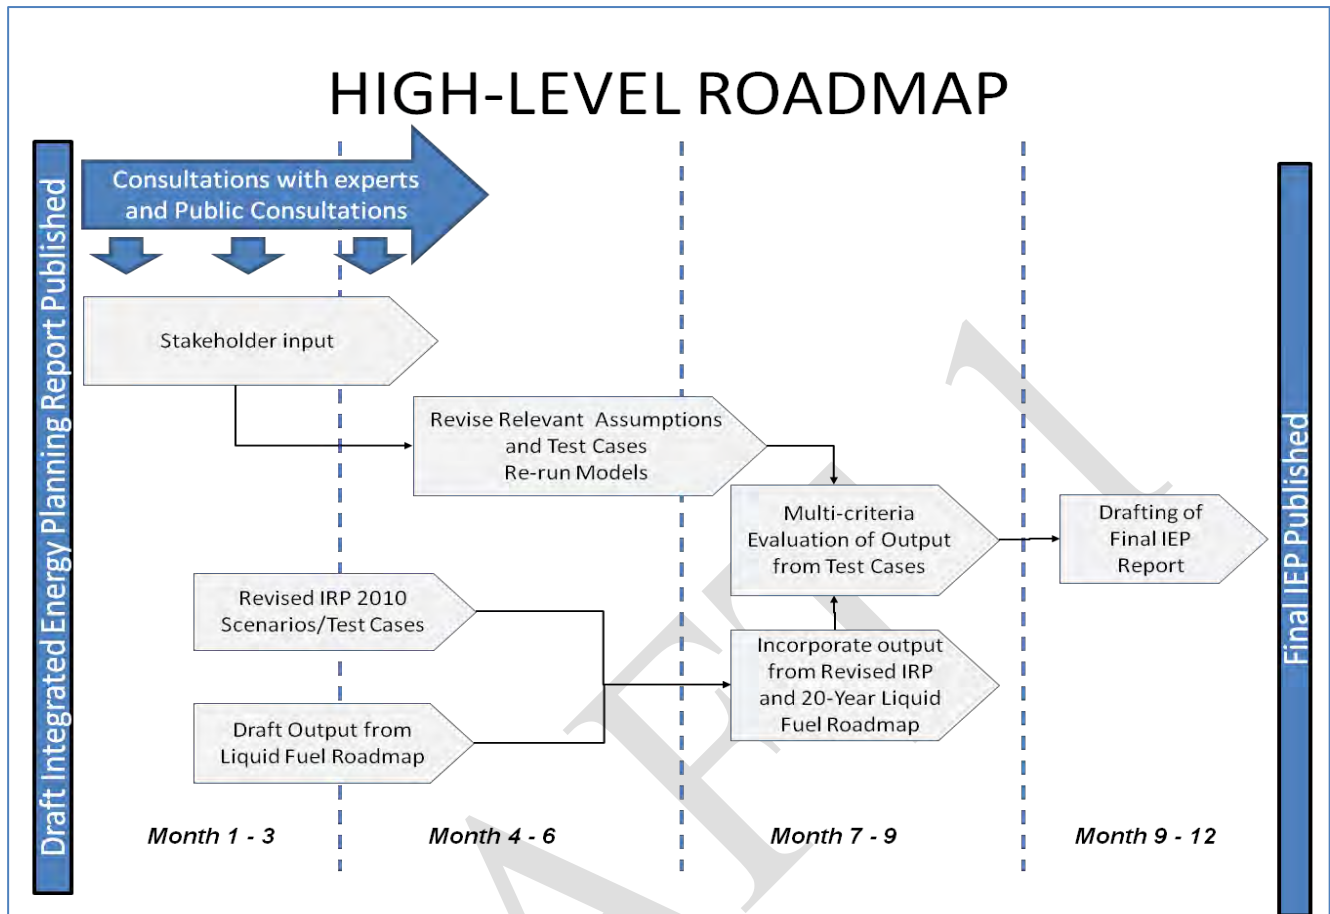 HIGH-LEVEL ROADMAP
Draft Integrated Energy Planning Report Published
Consultations with experts
and Public Consultations
Stakeholder input
Revise Relevant Assumptions
and Test Cases
Re-run Models
Multi-criteria
Evaluation of Output
from Test Cases
Drafting of
Final IEP
Report
Revised IRP 2010
Scenarios/Test Cases
Incorporate output
from Revised IRP
and 20-Year Liquid
Fuel Roadmap
Draft Output from
Liquid Fuel Roadmap
Month 1 - 3
Month 4 - 6
Month 7 - 9
Month 9 - 12
Final IEP Published